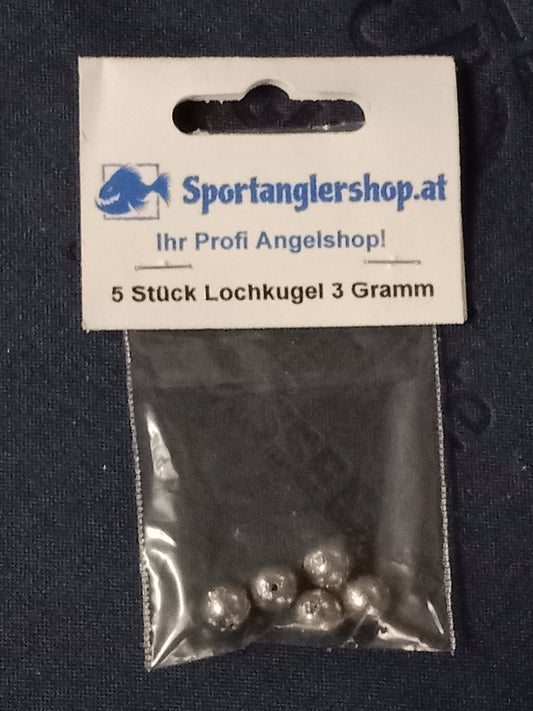 Sportanglershop.at
Ihr Profi Angelshop!
5 Stück Lochkugel 3 Gramm